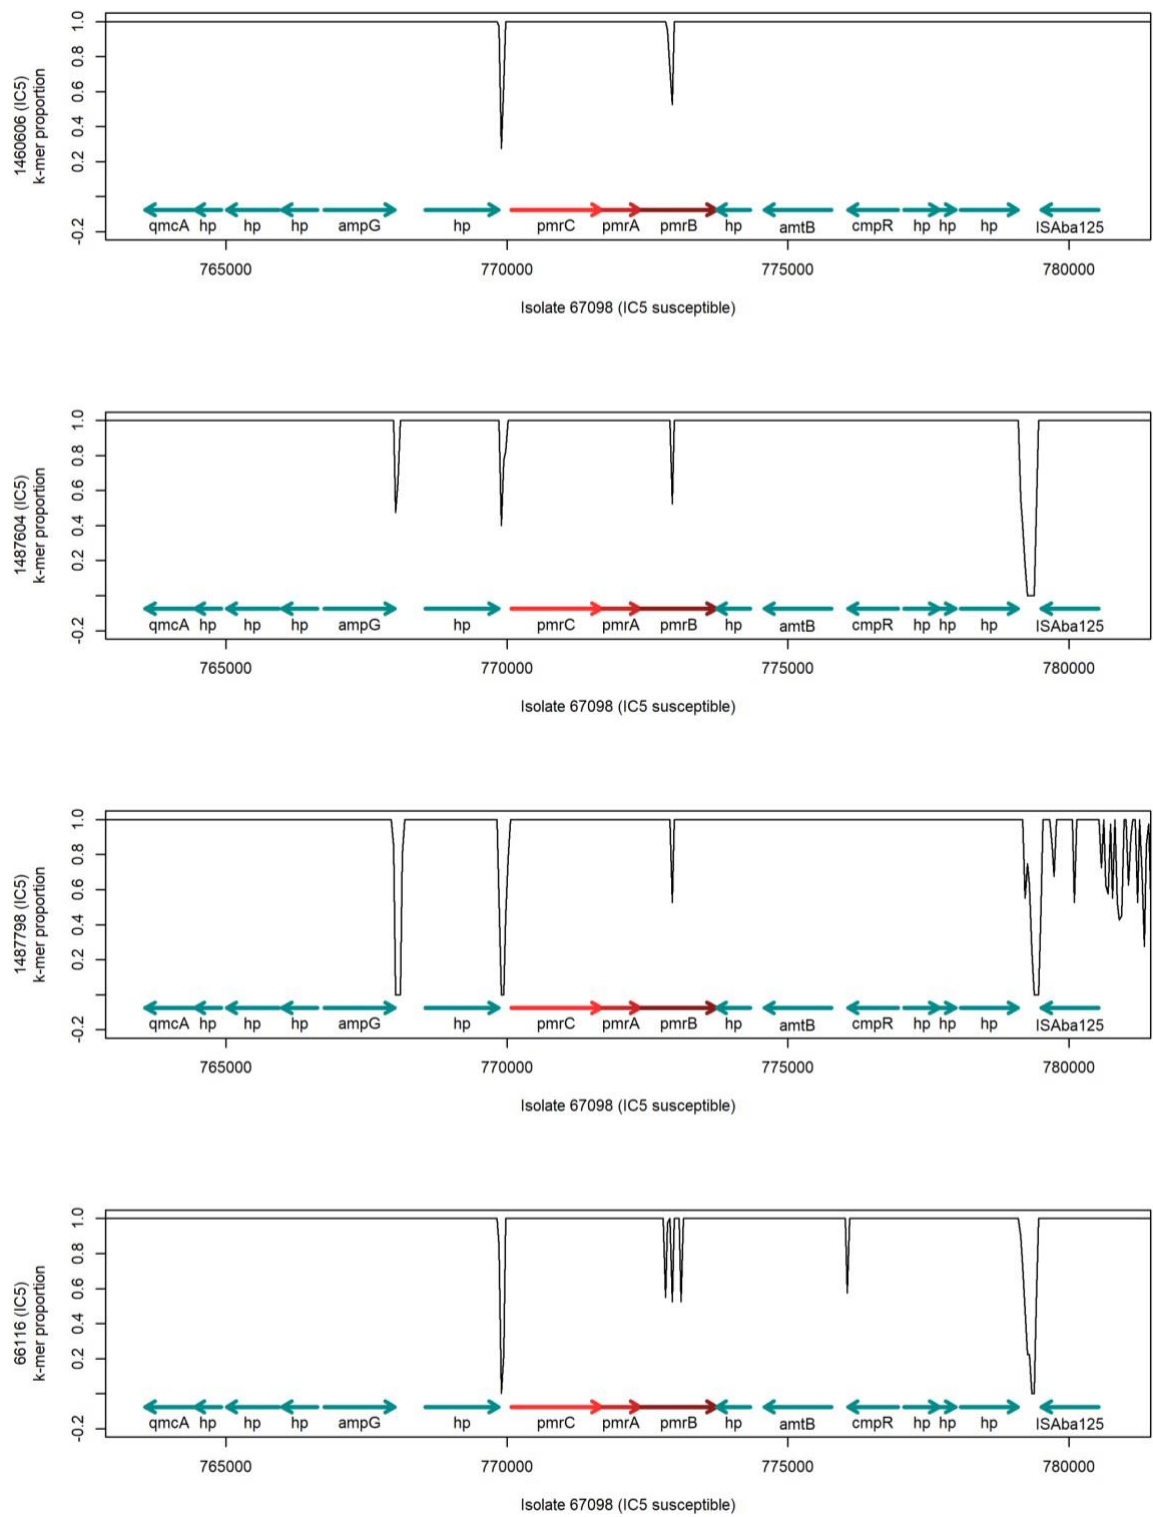 1460606 (IC5)
k-mer proportion
1.0
0.8
0.6
0.4
0.2
-0.2
qmcA hp hp hp ampG hp pmrC pmrA pmrB hp amtB cmpR hp hp hp ISAba125
765000 770000 775000 780000
Isolate 67098 (IC5 susceptible)
1487604 (IC5)
k-mer proportion
1.0
0.8
0.6
0.4
0.2
-0.2
qmcA hp hp hp ampG hp pmrC pmrA pmrB hp amtB cmpR hp hp hp ISAba125
765000 770000 775000 780000
Isolate 67098 (IC5 susceptible)
1487798 (IC5)
k-mer proportion
1.0
0.8
0.6
0.4
0.2
-0.2
qmcA hp hp hp ampG hp pmrC pmrA pmrB hp amtB cmpR hp hp hp ISAba125
765000 770000 775000 780000
Isolate 67098 (IC5 susceptible)
66116 (IC5)
k-mer proportion
1.0
0.8
0.6
0.4
0.2
-0.2
qmcA hp hp hp ampG hp pmrC pmrA pmrB hp amtB cmpR hp hp hp ISAba125
765000 770000 775000 780000
Isolate 67098 (IC5 susceptible)